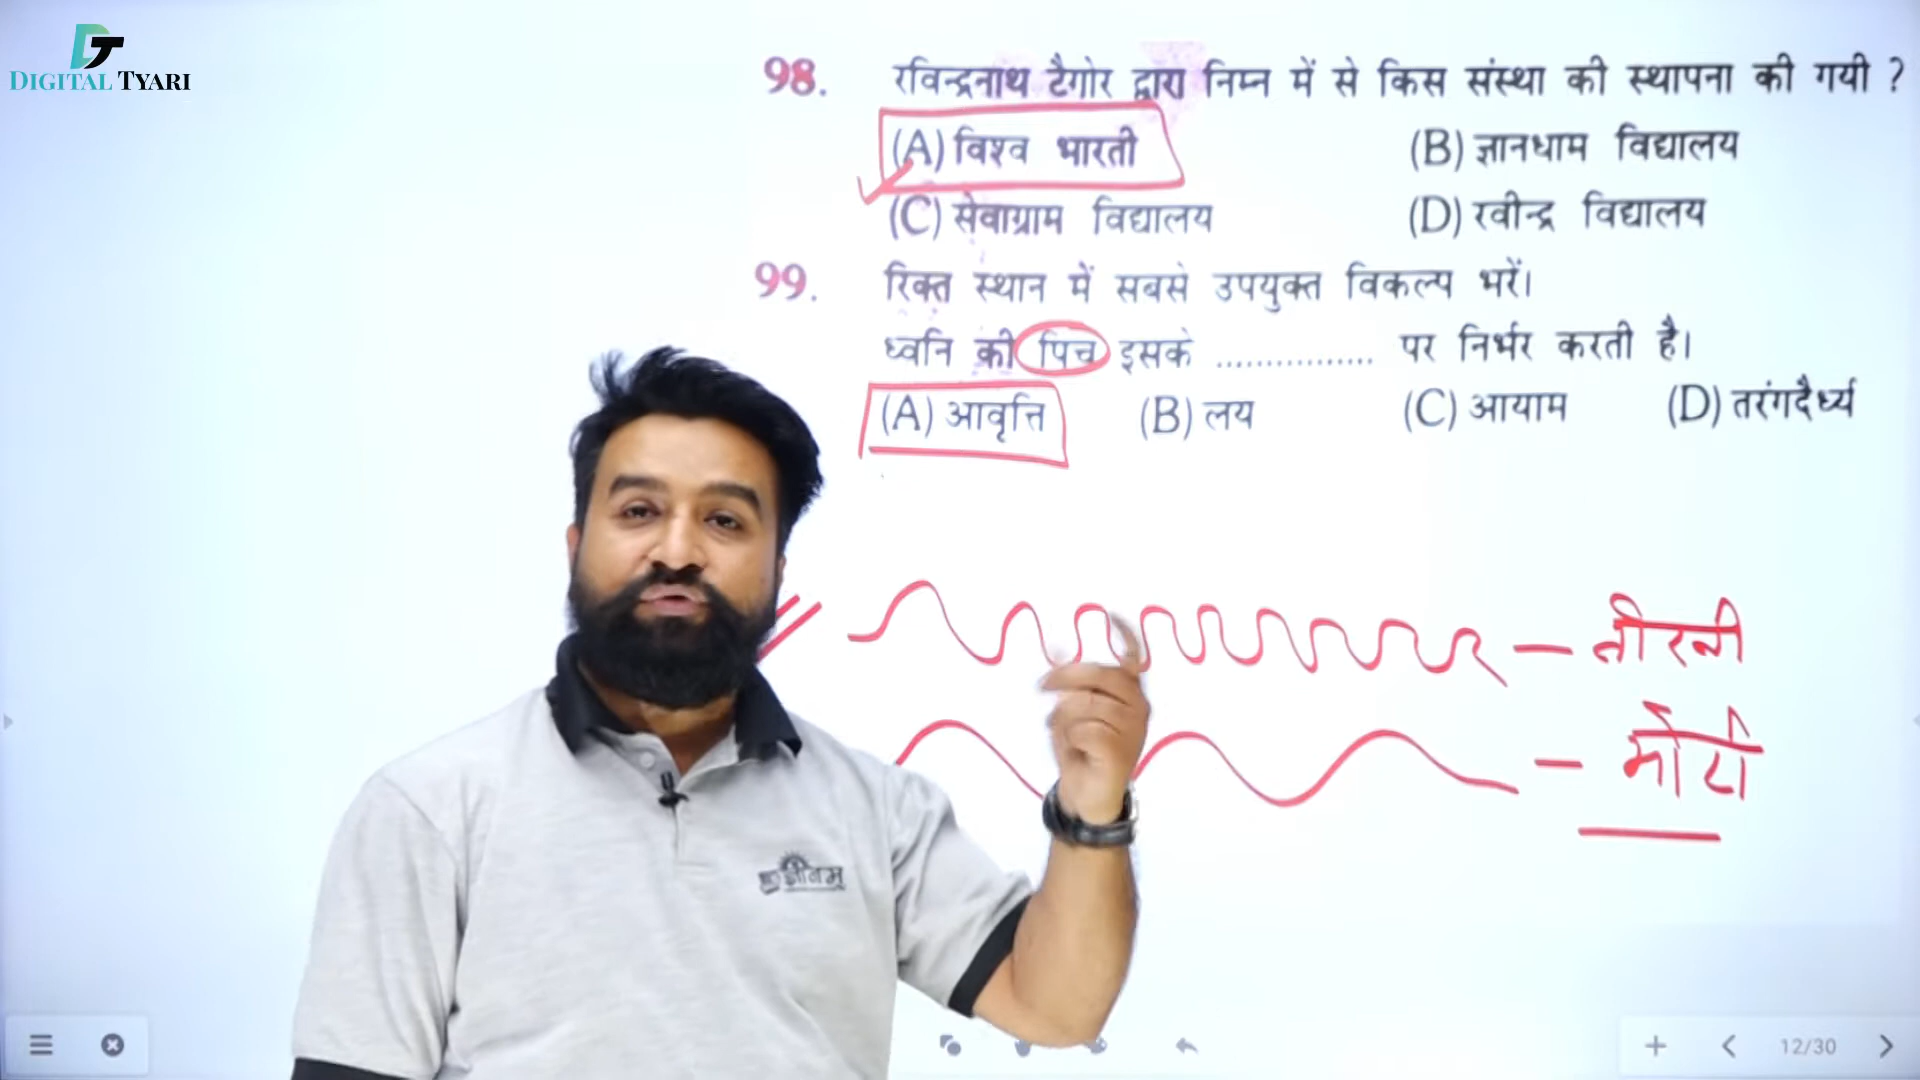 DIGITAL TYARI
98. रविन्द्रनाथ टैगोर द्वारा निम्न में से किस संस्था की स्थापना की गयी ?
(A) विश्व भारती (B) ज्ञानधाम विद्यालय
(C) सेवाग्राम विद्यालय (D) रवीन्द्र विद्यालय
99. रिक्त स्थान में सबसे उपयुक्त विकल्प भरें।
ध्वनि की पिच इसके ............... पर निर्भर करती है।
(A) आवृत्ति (B) लय (C) आयाम (D) तरंगदैर्ध्य
मोटी
12/30